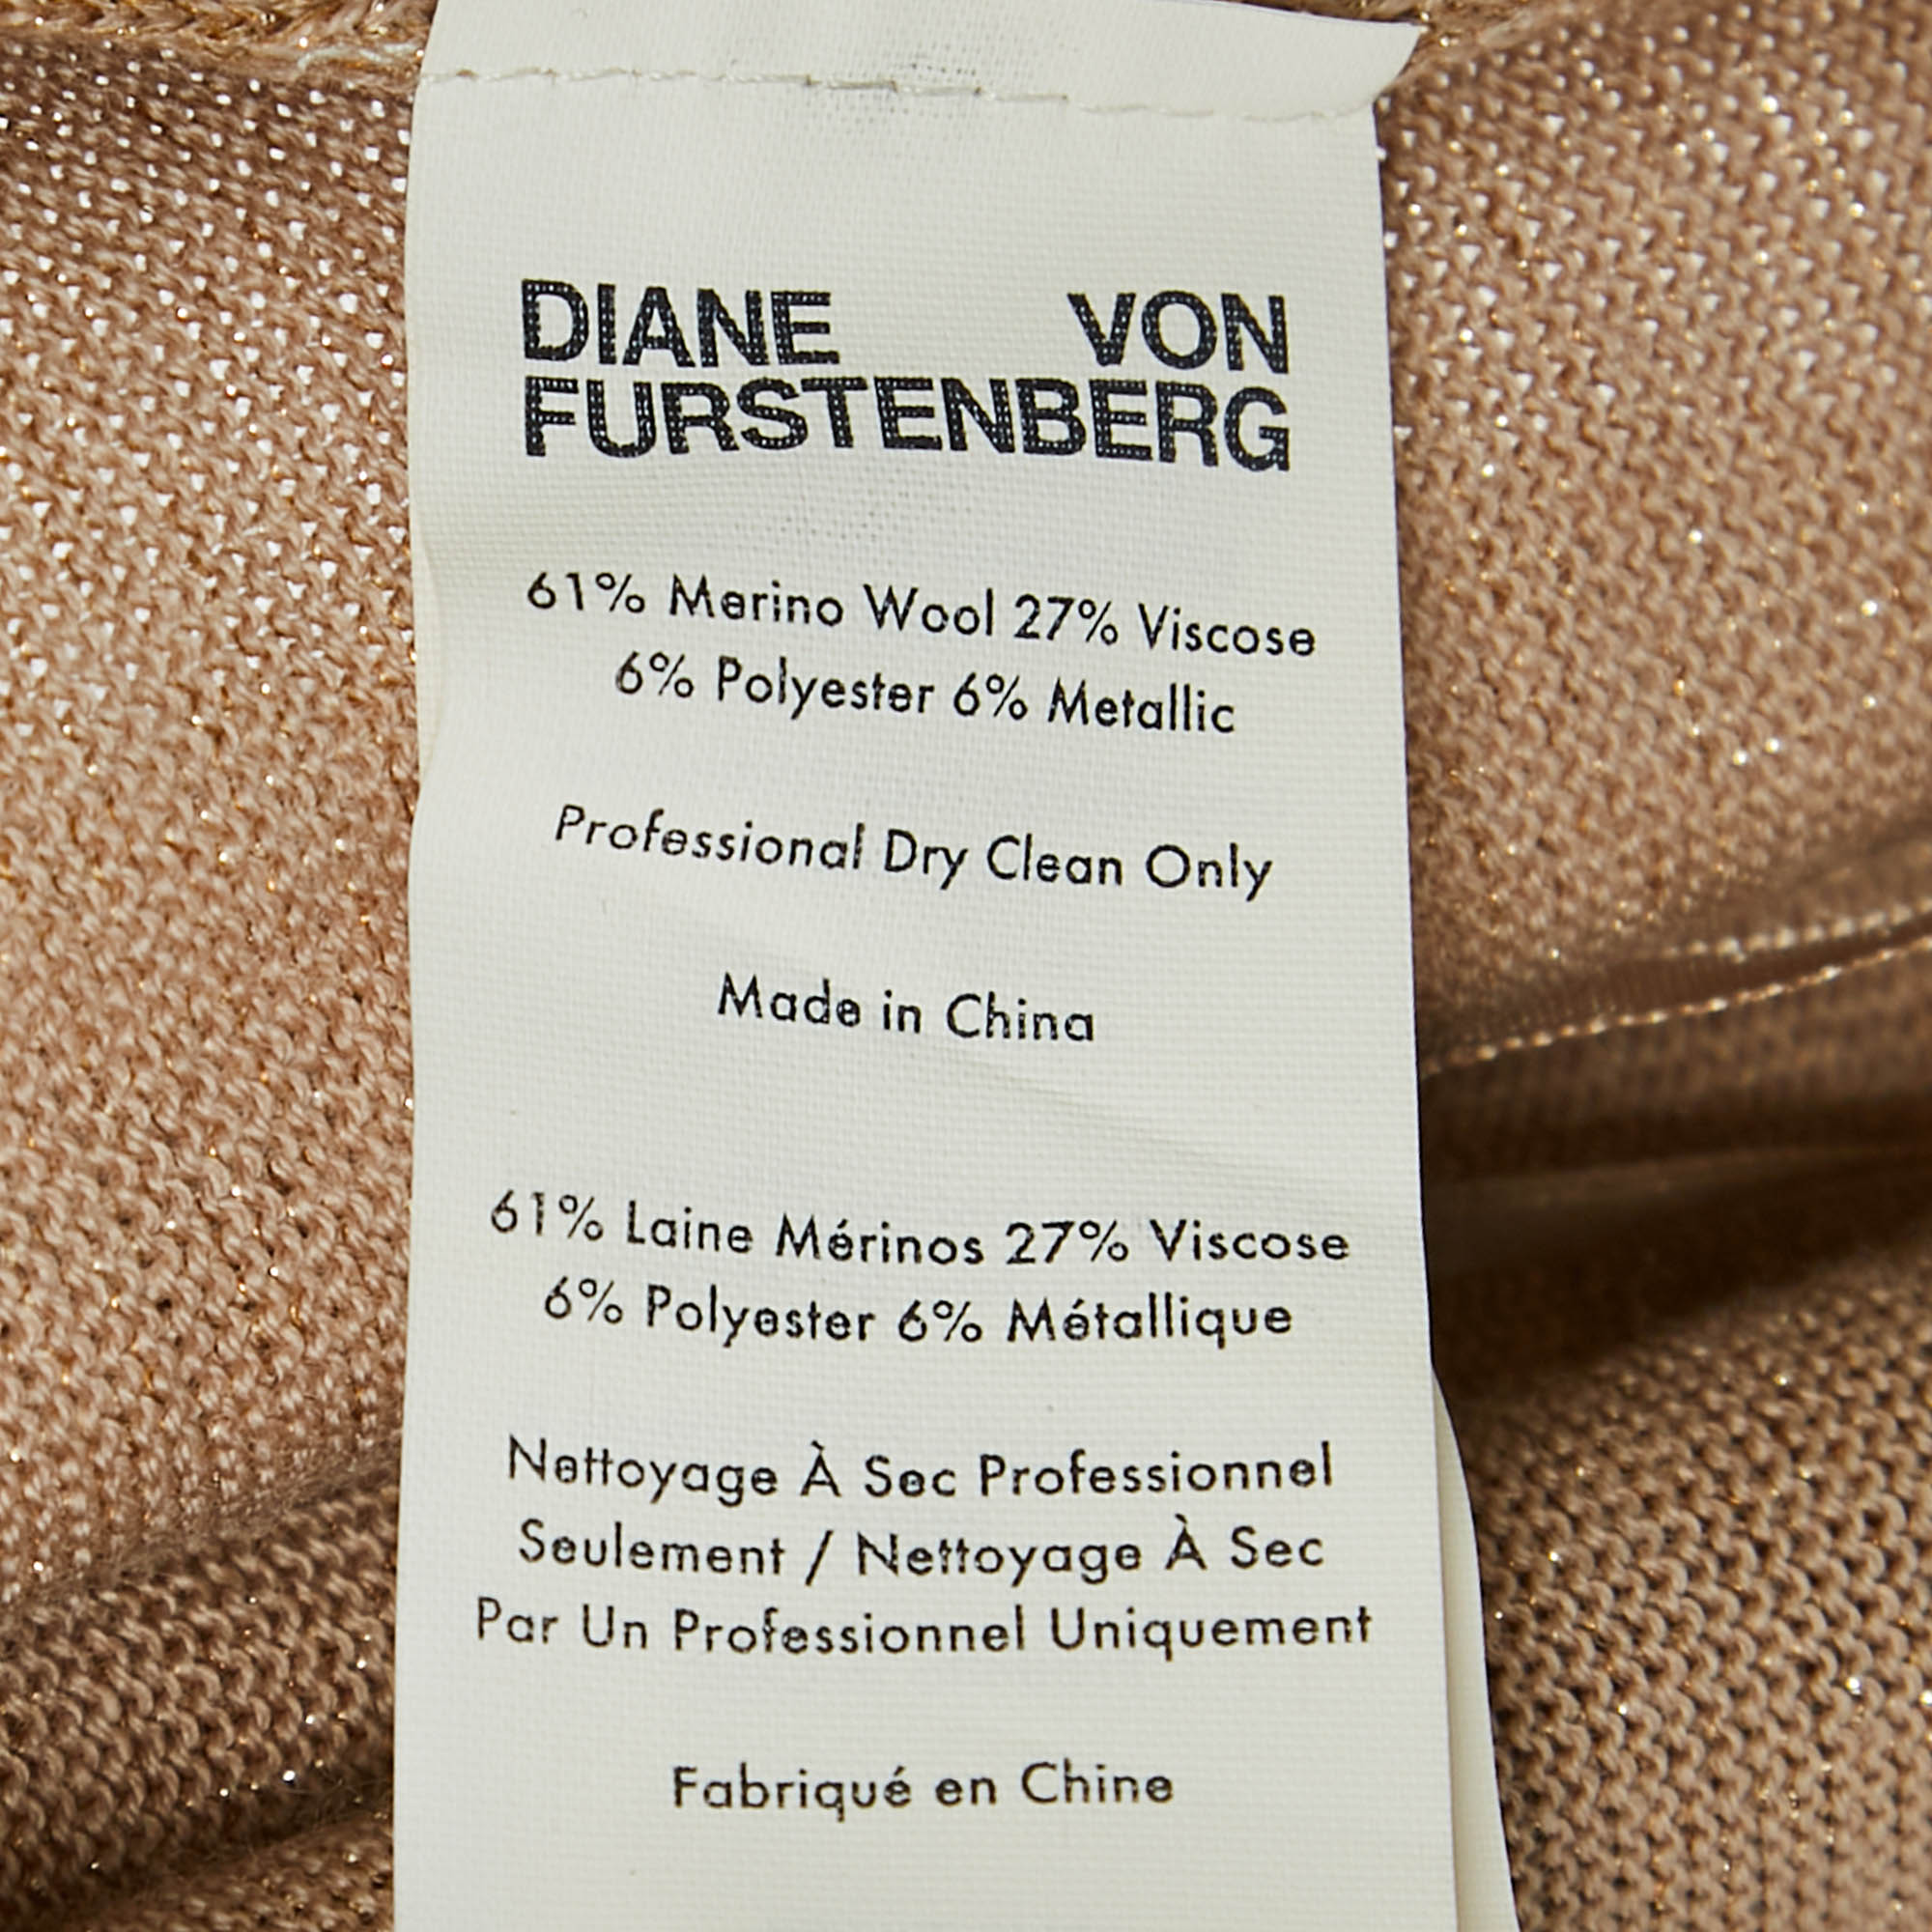 DIANE VON
FURSTENBERG
61% Merino Wool 27% Viscose
6% Polyester 6% Metallic
Professional Dry Clean Only
Made in China
61% Laine Mérinos 27% Viscose
6% Polyester 6% Métallique
Nettoyage À Sec Professionnel
Seulement / Nettoyage À Sec
Par Un Professionnel Uniquement
Fabriqué en Chine